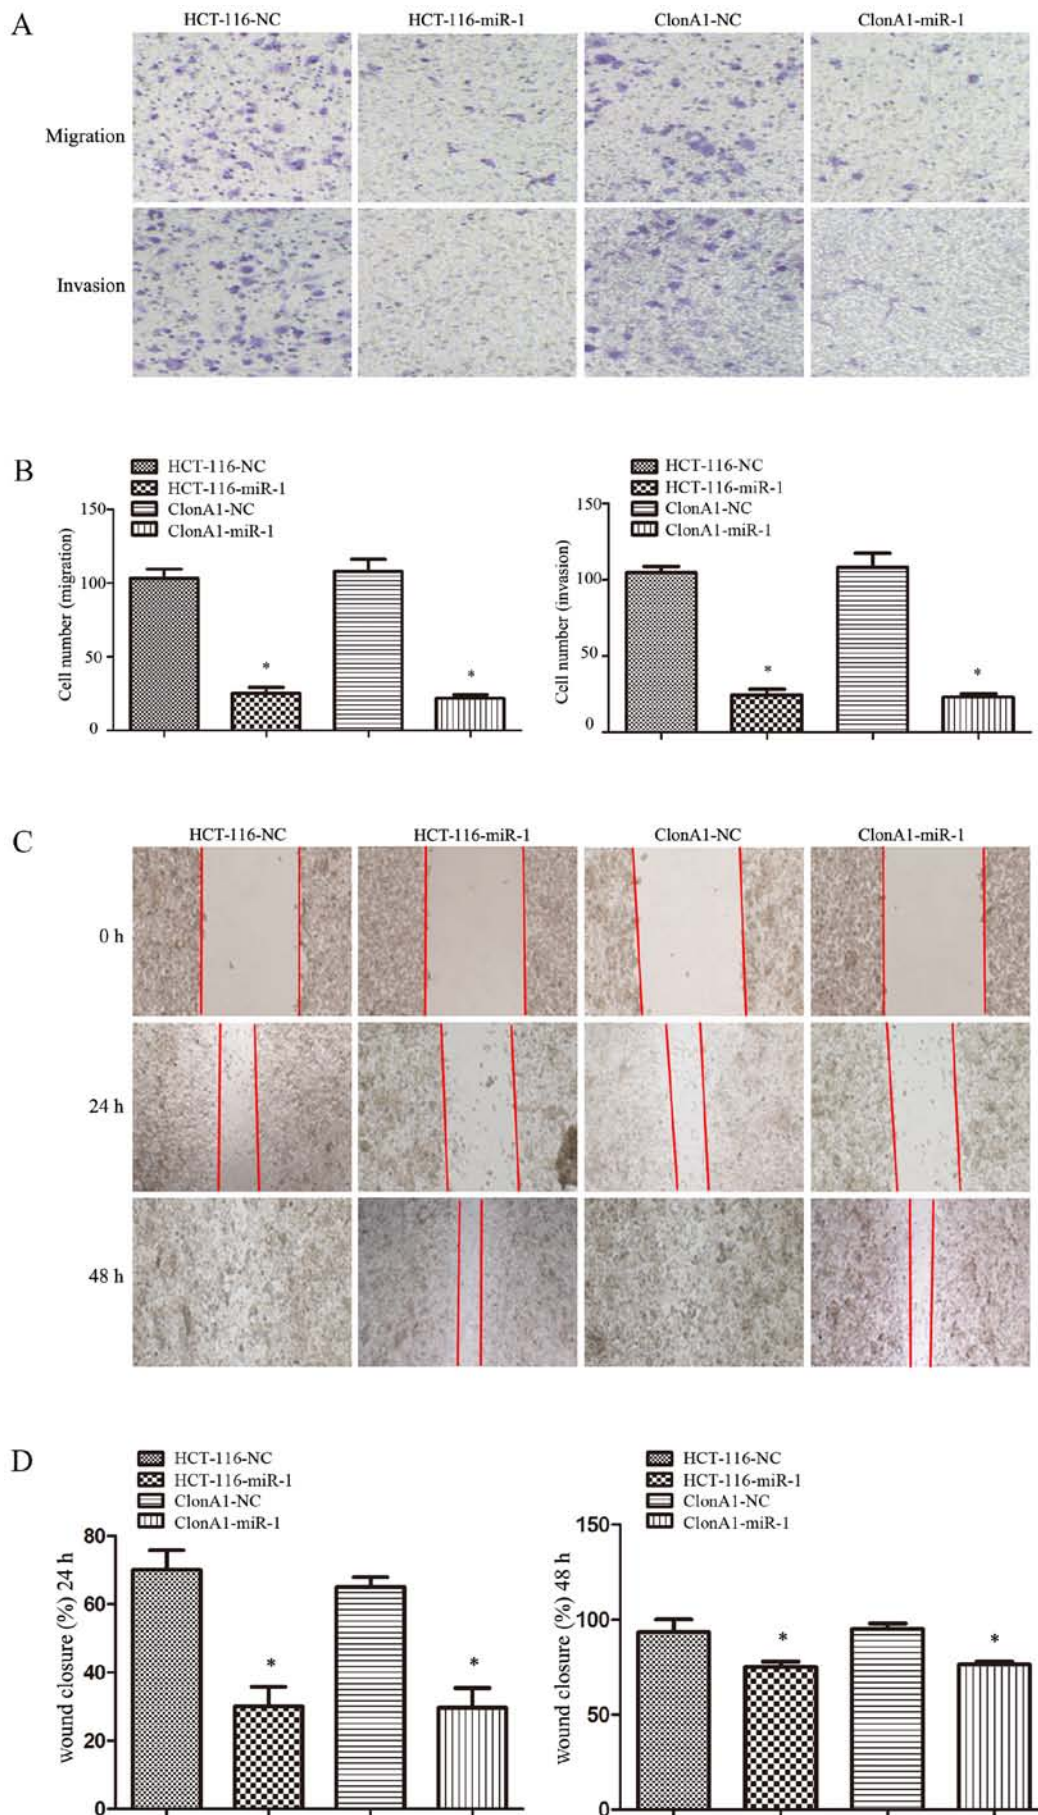 A
HCT-116-NC
HCT-116-miR-1
ClonA1-NC
ClonA1-miR-1
Migration
Invasion
B
HCT-116-NC
HCT-116-miR-1
ClonA1-NC
ClonA1-miR-1
150
100
50
0
Cell number (migration)
*
*
HCT-116-NC
HCT-116-miR-1
ClonA1-NC
ClonA1-miR-1
150
100
50
0
Cell number (invasion)
*
*
C
HCT-116-NC
HCT-116-miR-1
ClonA1-NC
ClonA1-miR-1
0 h
24 h
48 h
D
HCT-116-NC
HCT-116-miR-1
ClonA1-NC
ClonA1-miR-1
80
60
40
20
0
wound closure (%) 24 h
*
*
HCT-116-NC
HCT-116-miR-1
ClonA1-NC
ClonA1-miR-1
150
100
50
0
wound closure (%) 48 h
*
*